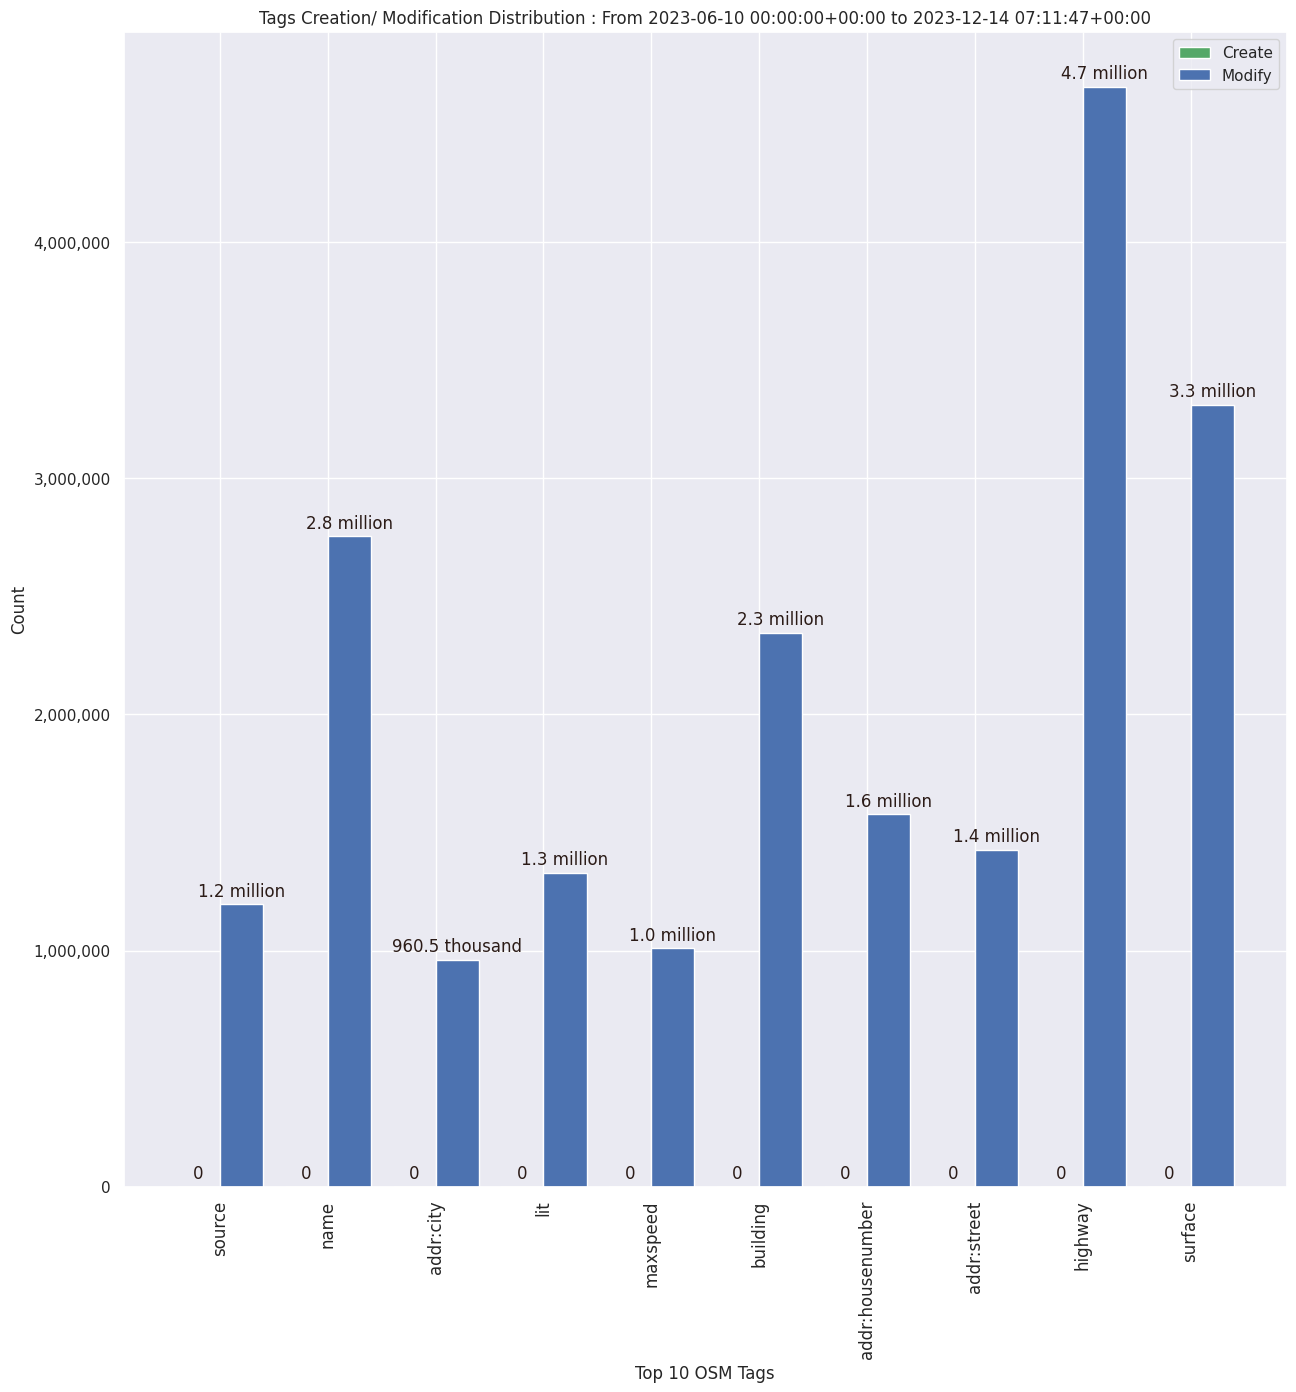 Tags Creation/ Modification Distribution : From 2023-06-10 00:00:00+00:00 to 2023-12-14 07:11:47+00:00
Create
Modify
4.7 million
4,000,000
3.3 million
3,000,000
2.8 million
2.3 million
2,000,000
1.6 million
1.4 million
1.3 million
1.2 million
1.0 million
960.5 thousand
1,000,000
0
0 0 0 0 0 0 0 0 0 0
Count
source
name
addr:city
lit
maxspeed
building
addr:housenumber
addr:street
highway
surface
Top 10 OSM Tags